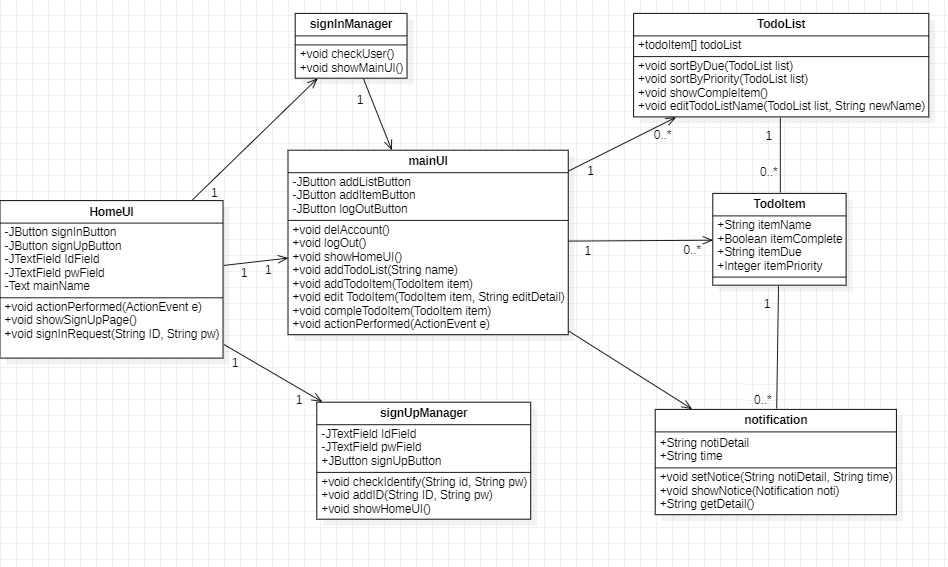 signInManager
+void checkUser()
+void showMainUI()
TodoList
+todoItem[] todoList
+void sortByDue(TodoList list)
+void sortByPriority(TodoList list)
+void showCompleItem()
+void editTodoListName(TodoList list, String newName)
1
0..*
1
0..*
1
1
mainUI
-JButton addListButton
-JButton addItemButton
-JButton logOutButton
+void delAccount()
+void logOut()
+void showHomeUI()
+void addTodoList(String name)
+void addTodoItem(TodoItem item)
+void edit TodoItem(TodoItem item, String editDetail)
+void compleTodoItem(TodoItem item)
+void actionPerformed(ActionEvent e)
HomeUI
-JButton signInButton
-JButton signUpButton
-JTextField IdField
-JTextField pwField
-Text mainName
+void actionPerformed(ActionEvent e)
+void showSignUpPage()
+void signInRequest(String ID, String pw)
1
1
1
0..*
TodoItem
+String itemName
+Boolean itemComplete
+String itemDue
+Integer itemPriority
1
0..*
1
1
signUpManager
-JTextField IdField
-JTextField pwField
+JButton signUpButton
+void checkIdentify(String id, String pw)
+void addID(String ID, String pw)
+void showHomeUI()
notification
+String notiDetail
+String time
+void setNotice(String notiDetail, String time)
+void showNotice(Notification noti)
+String getDetail()